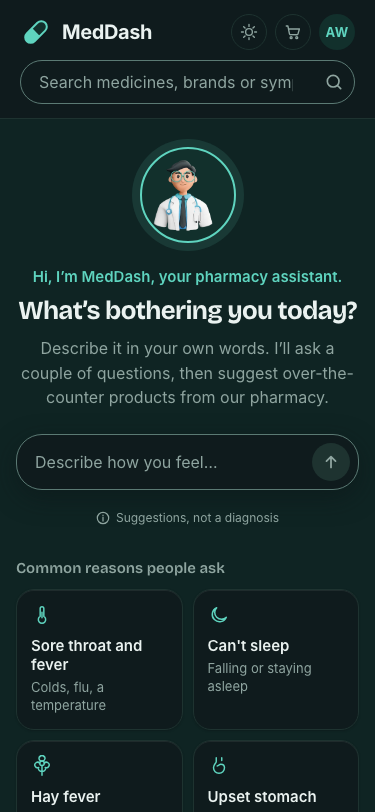 MedDash
AW
Search medicines, brands or sym
Hi, I’m MedDash, your pharmacy assistant.
What’s bothering you today?
Describe it in your own words. I’ll ask a
couple of questions, then suggest over-the-
counter products from our pharmacy.
Describe how you feel...
Suggestions, not a diagnosis
Common reasons people ask
Sore throat and
fever
Colds, flu, a
temperature
Can't sleep
Falling or staying
asleep
Hay fever
Upset stomach